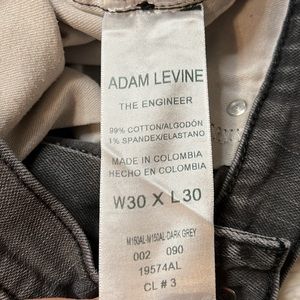 ADAM LEVINE
THE ENGINEER
99% COTTON/ALGODÓN
1% SPANDEX/ELASTANO
MADE IN COLOMBIA
HECHO EN COLOMBIA
W30 X L30
M150AL-M150AL-DARK GREY
002 090
19574AL
CL # 3